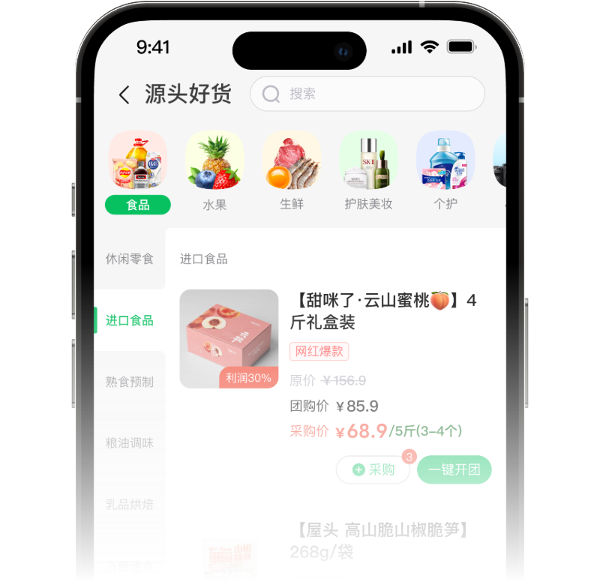 9:41
源头好货
搜索
食品
水果
生鲜
护肤美妆
个护
休闲零食
进口食品
熟食预制
粮油调味
乳品烘焙
进口食品
【甜咪了·云山蜜桃🍑】4
斤礼盒装
利润30%
网红爆款
原价 ¥156.9
团购价 ¥85.9
采购价 ¥68.9/5斤(3-4个)
采购
3
一键开团
【屋头 高山脆山椒脆笋】
268g/袋